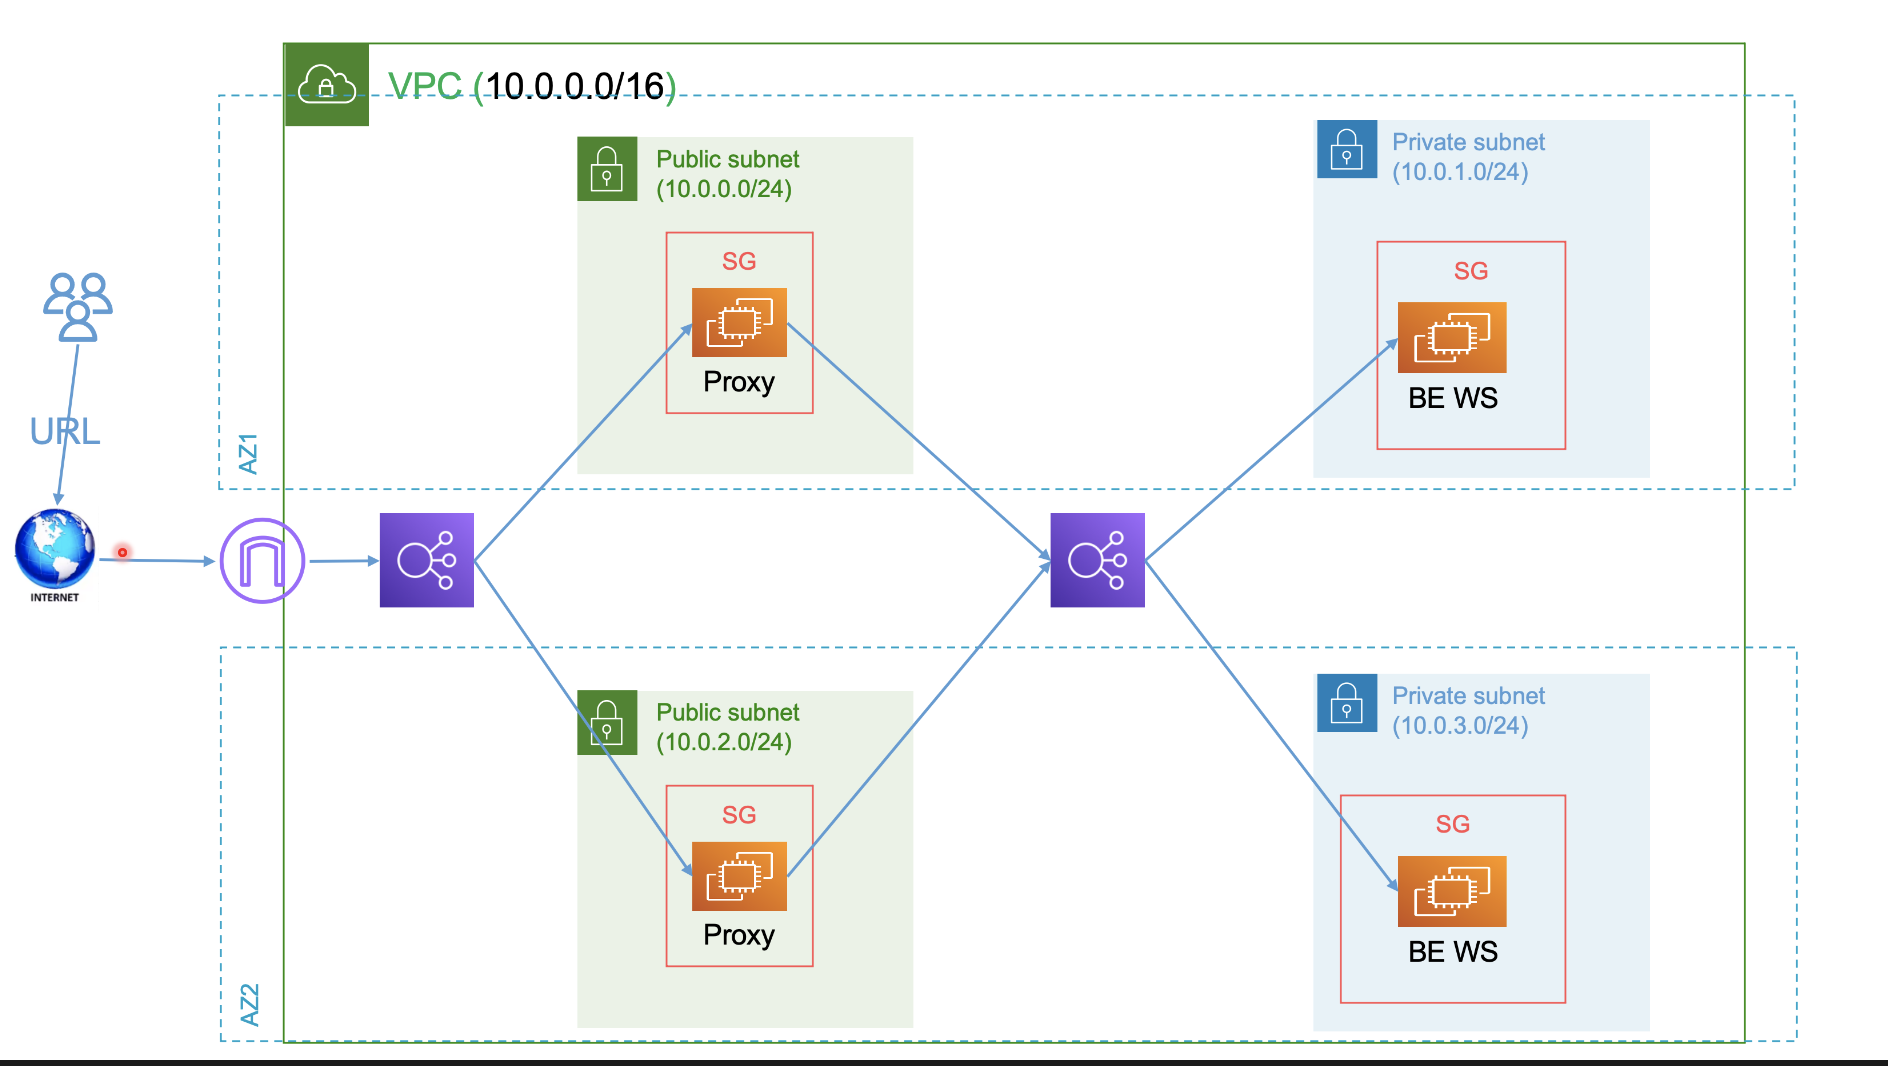 VPC (10.0.0.0/16)
Public subnet
(10.0.0.0/24)
SG
Proxy
Private subnet
(10.0.1.0/24)
SG
BE WS
AZ1
URL
INTERNET
Public subnet
(10.0.2.0/24)
SG
Proxy
Private subnet
(10.0.3.0/24)
SG
BE WS
AZ2